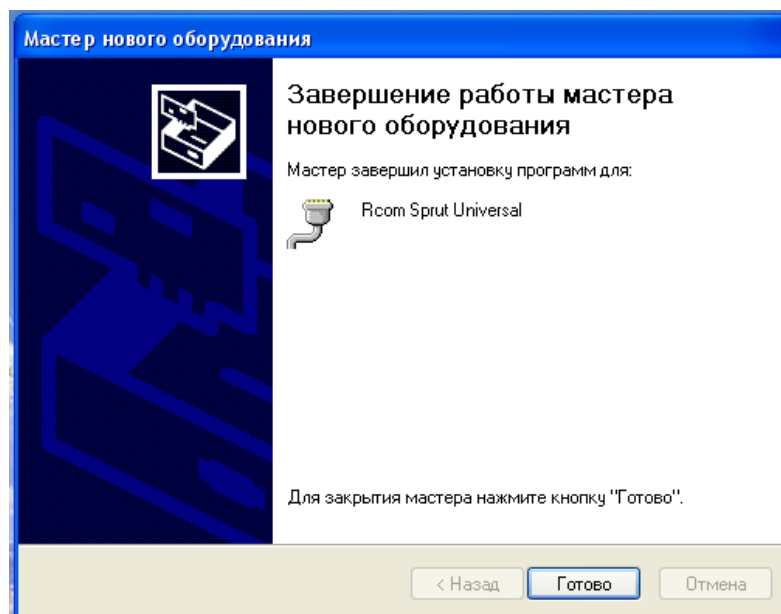 Мастер нового оборудования
Завершение работы мастера
нового оборудования
Мастер завершил установку программ для:
Rcom Sprut Universal
Для закрытия мастера нажмите кнопку "Готово".
< Назад
Готово
Отмена